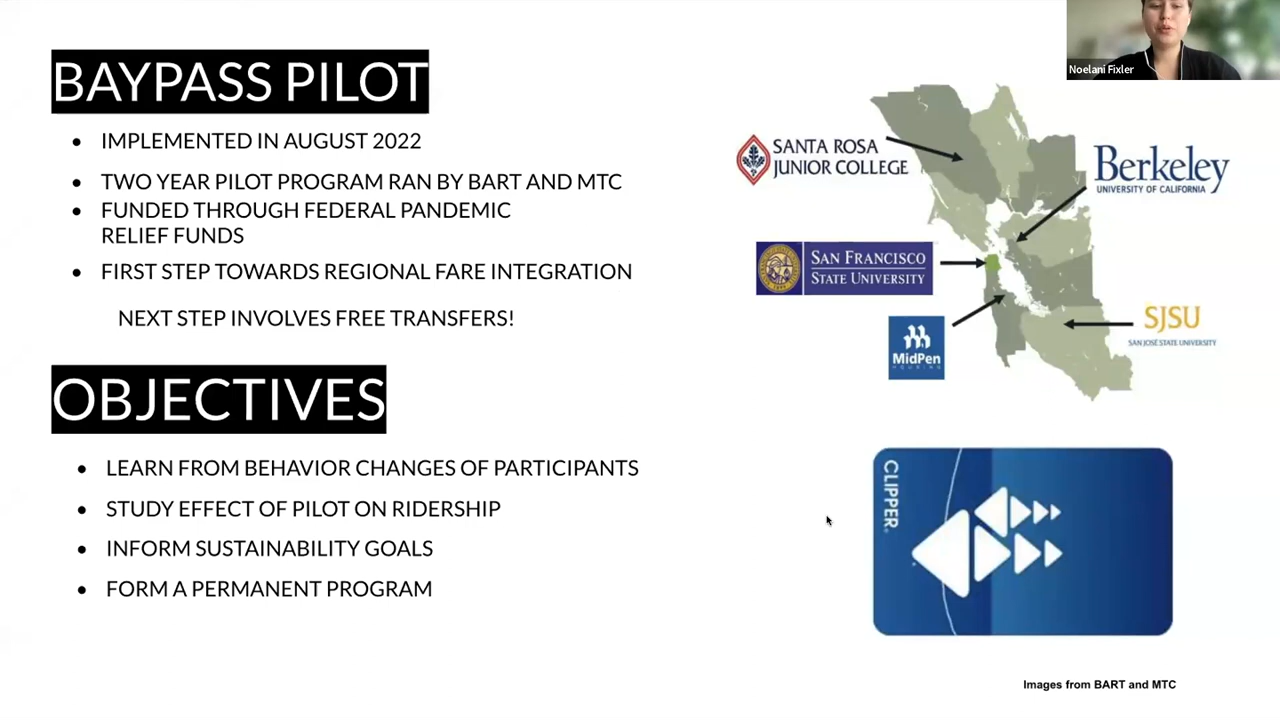 Noelani Fixler
BAYPASS PILOT
IMPLEMENTED IN AUGUST 2022
TWO YEAR PILOT PROGRAM RAN BY BART AND MTC
FUNDED THROUGH FEDERAL PANDEMIC
RELIEF FUNDS
FIRST STEP TOWARDS REGIONAL FARE INTEGRATION
NEXT STEP INVOLVES FREE TRANSFERS!
OBJECTIVES
LEARN FROM BEHAVIOR CHANGES OF PARTICIPANTS
STUDY EFFECT OF PILOT ON RIDERSHIP
INFORM SUSTAINABILITY GOALS
FORM A PERMANENT PROGRAM
SANTA ROSA
JUNIOR COLLEGE
Berkeley
UNIVERSITY OF CALIFORNIA
SAN FRANCISCO
STATE UNIVERSITY
MidPen
HOUSING
SJSU
SAN JOSÉ STATE UNIVERSITY
CLIPPER
Images from BART and MTC